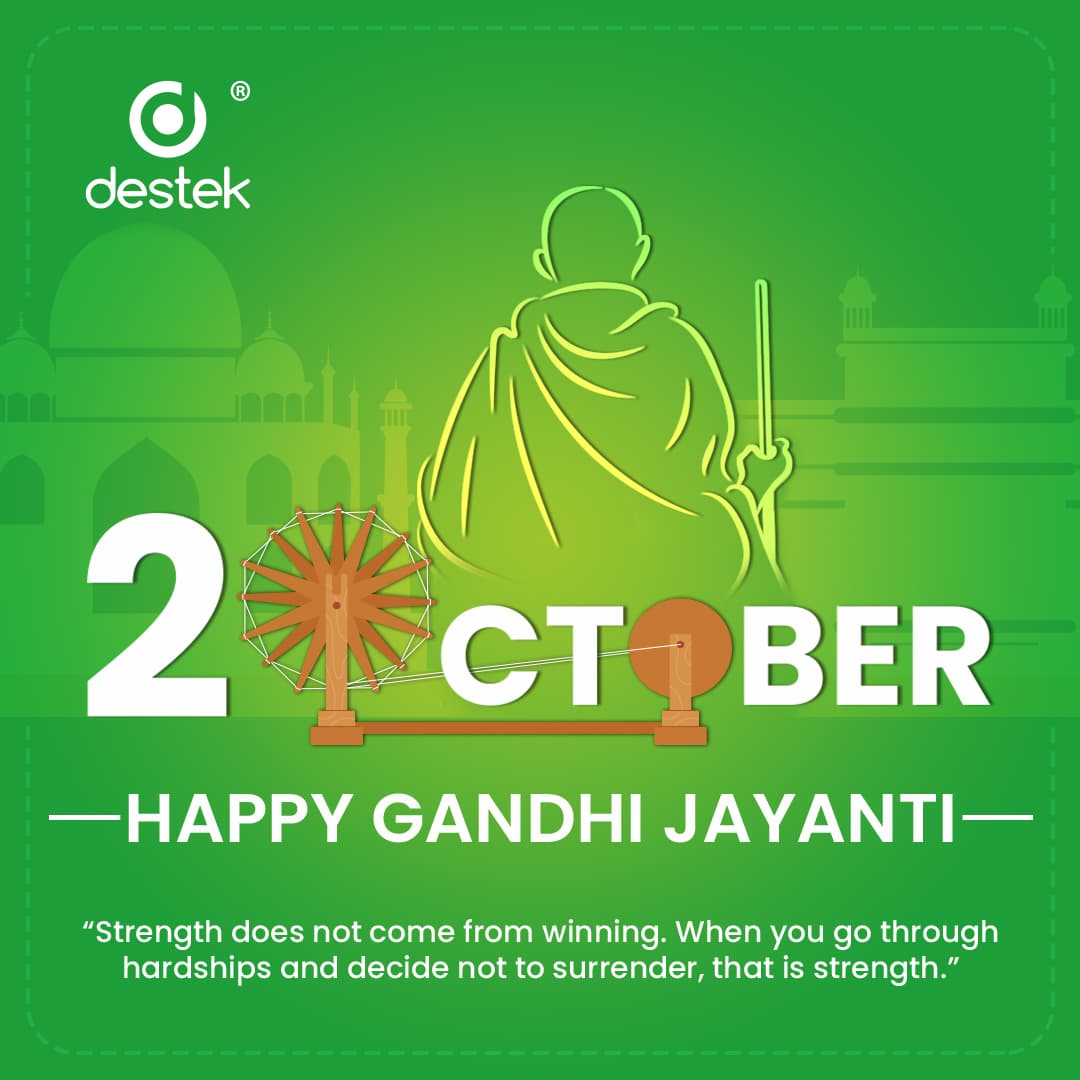 destek ®
2 OCTOBER
HAPPY GANDHI JAYANTI
“Strength does not come from winning. When you go through
hardships and decide not to surrender, that is strength.”